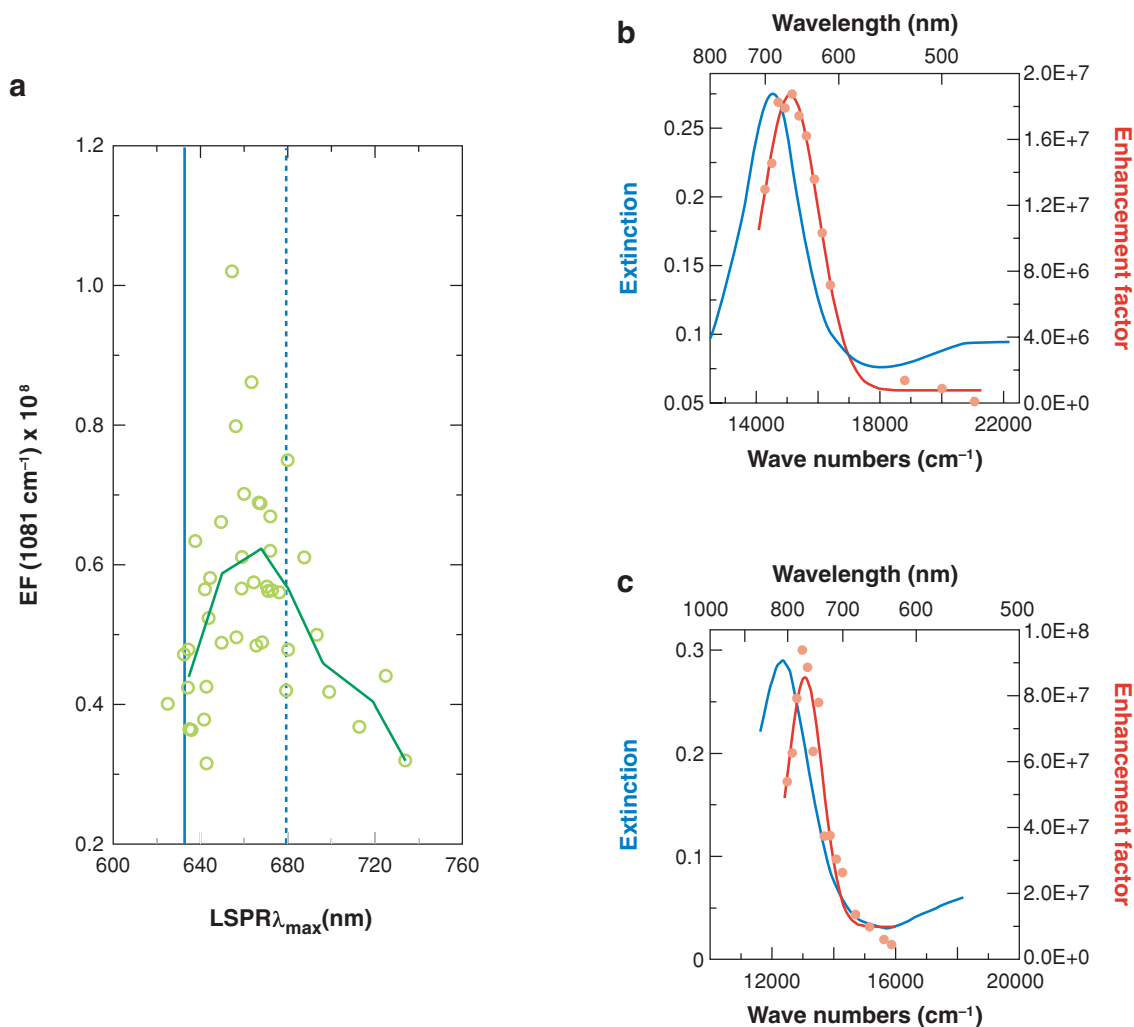 a
1.2
1.0
0.8
0.6
0.4
0.2
600 640 680 720 760
EF (1081 cm⁻¹) x 10⁸
LSPRλmax(nm)
b
Wavelength (nm)
800 700 600 500
0.25
0.2
0.15
0.1
0.05
2.0E+7
1.6E+7
1.2E+7
8.0E+6
4.0E+6
0.0E+0
14000 18000 22000
Extinction
Enhancement factor
Wave numbers (cm⁻¹)
c
Wavelength (nm)
1000 800 700 600 500
0.3
0.2
0.1
0
1.0E+8
8.0E+7
6.0E+7
4.0E+7
2.0E+7
0.0E+0
12000 16000 20000
Extinction
Enhancement factor
Wave numbers (cm⁻¹)